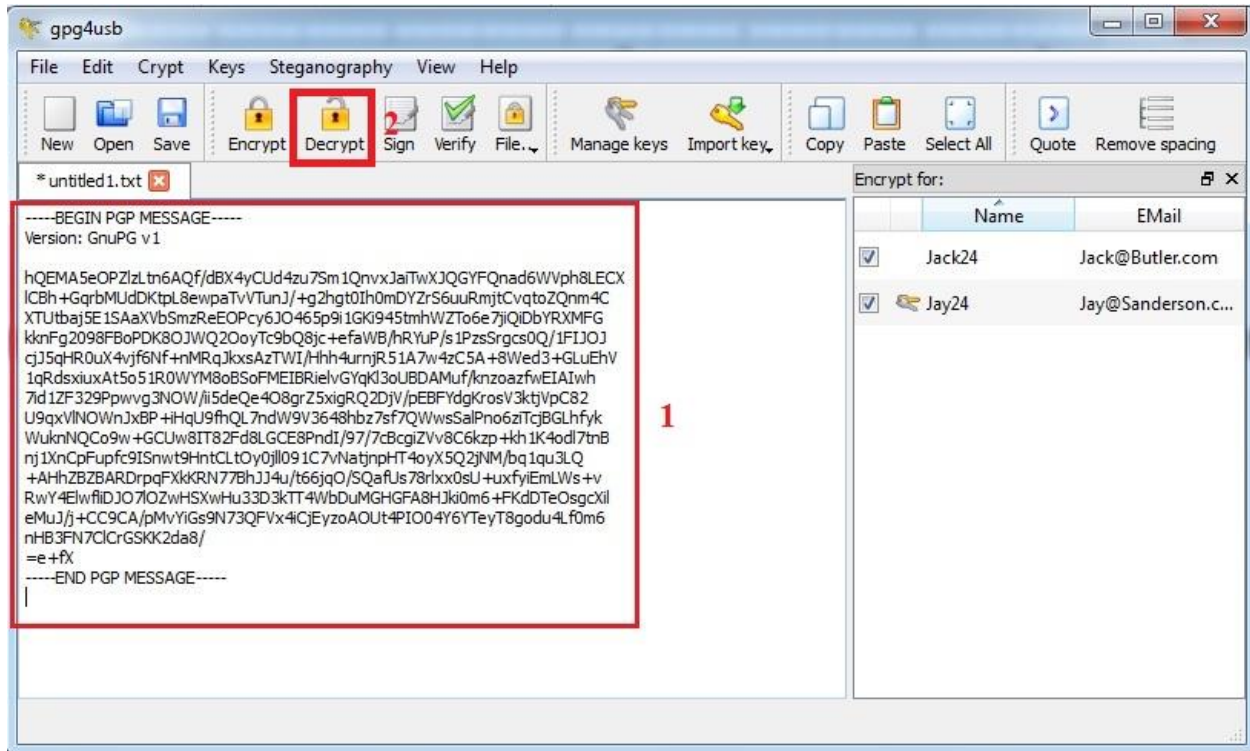 gpg4usb
File Edit Crypt Keys Steganography View Help
New Open Save Encrypt Decrypt 2 Sign Verify File... Manage keys Import key Copy Paste Select All Quote Remove spacing
* untitled1.txt
-----BEGIN PGP MESSAGE-----
Version: GnuPG v1
hQEMA5eOPZlzLtn6AQf/dBX4yCUd4zu7Sm1QnvxJaiTwXJQGYFQnad6WVph8LECX
lCBh+GqrbMUdDKtpL8ewpaTvVTunJ/+g2hgt0Ih0mDYZrS6uuRmjtCvqtoZQnm4C
XTUtbaj5E1SAaXVbSmzReEOPcy6JO465p9i1GKi945tmhWZTo6e7jiQiDbYRXMFG
kknFg2098FBoPDK8OJWQ2OoyTc9bQ8jc+efaWB/hRYuP/s1PzsSrgcs0Q/1FIJOJ
cjJ5qHR0uX4vjf6Nf+nMRqJkxsAzTWI/Hhh4urnjR51A7w4zC5A+8Wed3+GLuEhV
1qRdsxiuxAt5o51R0WYM8oBSoFMEIBRielvGYqKl3oUBDAMuf/knzoazfwEIAIwh
7id1ZF329Ppwvg3NOW/ii5deQe4O8grZ5xigRQ2DjV/pEBFYdgKrosV3ktjVpC82
U9qxVlNOWnJxBP+iHqU9fhQL7ndW9V3648hbz7sf7QWwsSalPno6ziTcjBGLhfyk
WuknNQCo9w+GCUw8IT82Fd8LGCE8PndI/97/7cBcgiZVv8C6kzp+kh1K4odl7tnB
nj1XnCpFupfc9ISnwt9HntCLtOy0jll091C7vNatjnpHT4oyX5Q2jNM/bq1qu3LQ
+AHhZBZBARDrpqFXkKRN77BhJJ4u/t66jqO/SQafUs78rlxx0sU+uxfyiEmLWs+v
RwY4ElwfliDJO7lOZwHSXwHu33D3kTT4WbDuMGHGFA8HJki0m6+FKdDTeOsgcXil
eMuJ/j+CC9CA/pMvYiGs9N73QFVx4iCjEyzoAOUt4PIO04Y6YTeyT8godu4Lf0m6
nHB3FN7ClCrGSKK2da8/
=e+fX
-----END PGP MESSAGE-----
1
Encrypt for:
Name EMail
Jack24 Jack@Butler.com
Jay24 Jay@Sanderson.c...